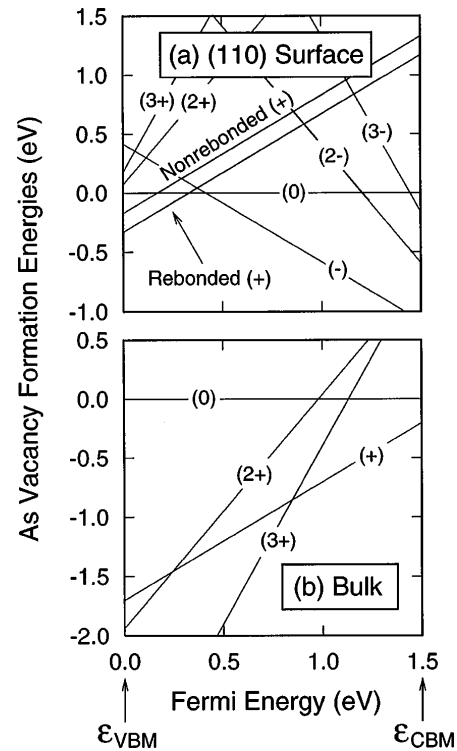 1.5
1.0
0.5
0.0
-0.5
-1.0
(a) (110) Surface
(3+) (2+)
Nonrebonded (+)
(3-)
(2-)
(0)
Rebonded (+)
(-)
As Vacancy Formation Energies (eV)
0.5
0.0
-0.5
-1.0
-1.5
-2.0
(0)
(2+)
(+)
(3+)
(b) Bulk
0.0 0.5 1.0 1.5
Fermi Energy (eV)
εVBM εCBM